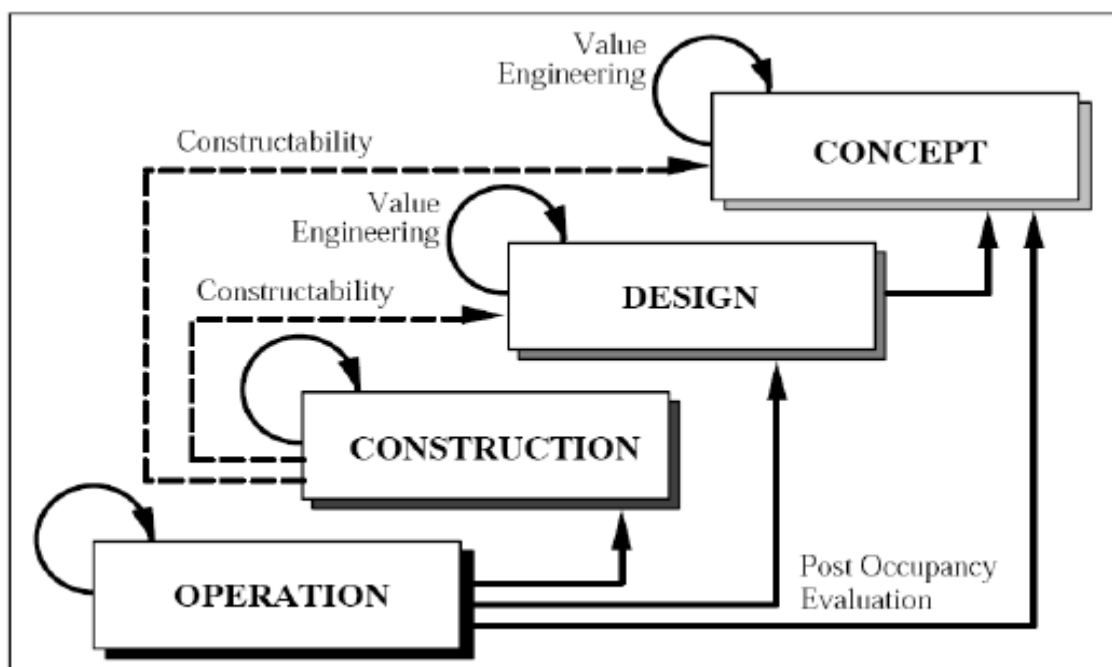 Value
Engineering
CONCEPT
Constructability
Value
Engineering
DESIGN
Constructability
CONSTRUCTION
OPERATION
Post Occupancy
Evaluation